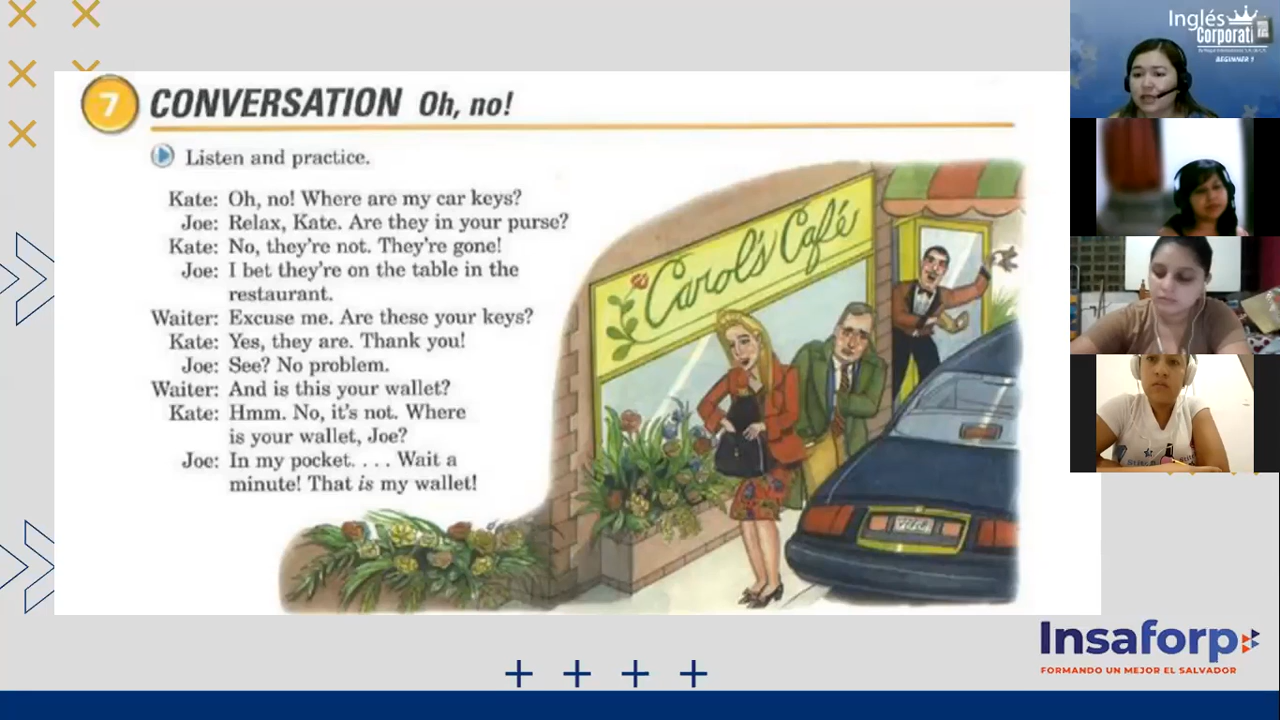 7 CONVERSATION Oh, no!
Listen and practice.
Kate: Oh, no! Where are my car keys?
Joe: Relax, Kate. Are they in your purse?
Kate: No, they're not. They're gone!
Joe: I bet they're on the table in the
restaurant.
Waiter: Excuse me. Are these your keys?
Kate: Yes, they are. Thank you!
Joe: See? No problem.
Waiter: And is this your wallet?
Kate: Hmm. No, it's not. Where
is your wallet, Joe?
Joe: In my pocket. . . . Wait a
minute! That is my wallet!
Carol's Café
Inglés
Corporati
BEGINNER 1
Insaforp
FORMANDO UN MEJOR EL SALVADOR